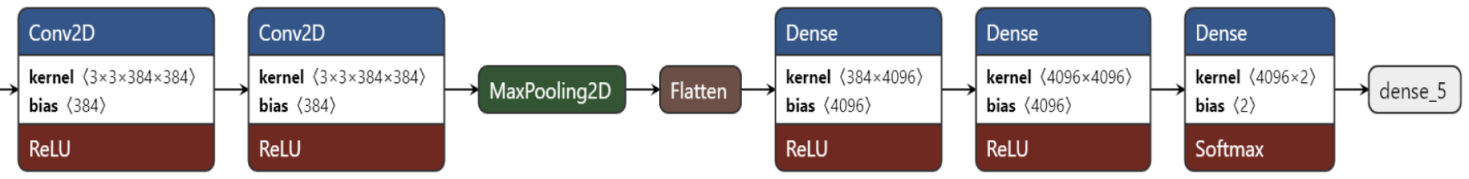 Conv2D
kernel ⟨3×3×384×384⟩
bias ⟨384⟩
ReLU
Conv2D
kernel ⟨3×3×384×384⟩
bias ⟨384⟩
ReLU
MaxPooling2D
Flatten
Dense
kernel ⟨384×4096⟩
bias ⟨4096⟩
ReLU
Dense
kernel ⟨4096×4096⟩
bias ⟨4096⟩
ReLU
Dense
kernel ⟨4096×2⟩
bias ⟨2⟩
Softmax
dense_5